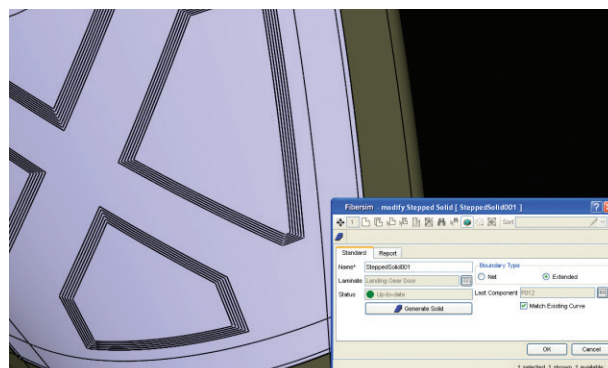 Fibersim - modify Stepped Solid [ SteppedSolid001 ]
1 Sort
Standard Report
Name* SteppedSolid001
Boundary Type
Net Extended
Laminate Landing Gear Door
Last Component P012
Status Up-to-date
Match Existing Curve
Generate Solid
OK Cancel
1 selected, 1 shown, 1 available